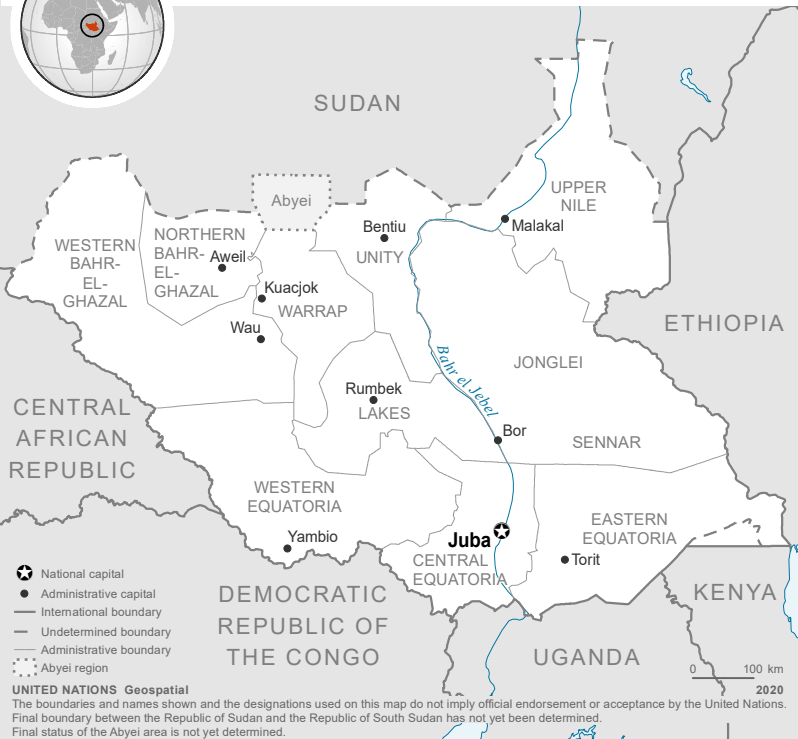 SUDAN
UPPER
NILE
Abyei
Bentiu
Malakal
NORTHERN
BAHR-
EL-
GHAZAL
WESTERN
BAHR-
EL-
GHAZAL
Aweil
UNITY
Kuacjok
WARRAP
Wau
ETHIOPIA
Bahr el Jebel
JONGLEI
Rumbek
LAKES
CENTRAL
AFRICAN
REPUBLIC
Bor
SENNAR
WESTERN
EQUATORIA
EASTERN
EQUATORIA
Yambio
Juba
CENTRAL
EQUATORIA
Torit
DEMOCRATIC
REPUBLIC OF
THE CONGO
KENYA
UGANDA
National capital
Administrative capital
International boundary
Undetermined boundary
Administrative boundary
Abyei region
0 100 km
UNITED NATIONS Geospatial
2020
The boundaries and names shown and the designations used on this map do not imply official endorsement or acceptance by the United Nations.
Final boundary between the Republic of Sudan and the Republic of South Sudan has not yet been determined.
Final status of the Abyei area is not yet determined.